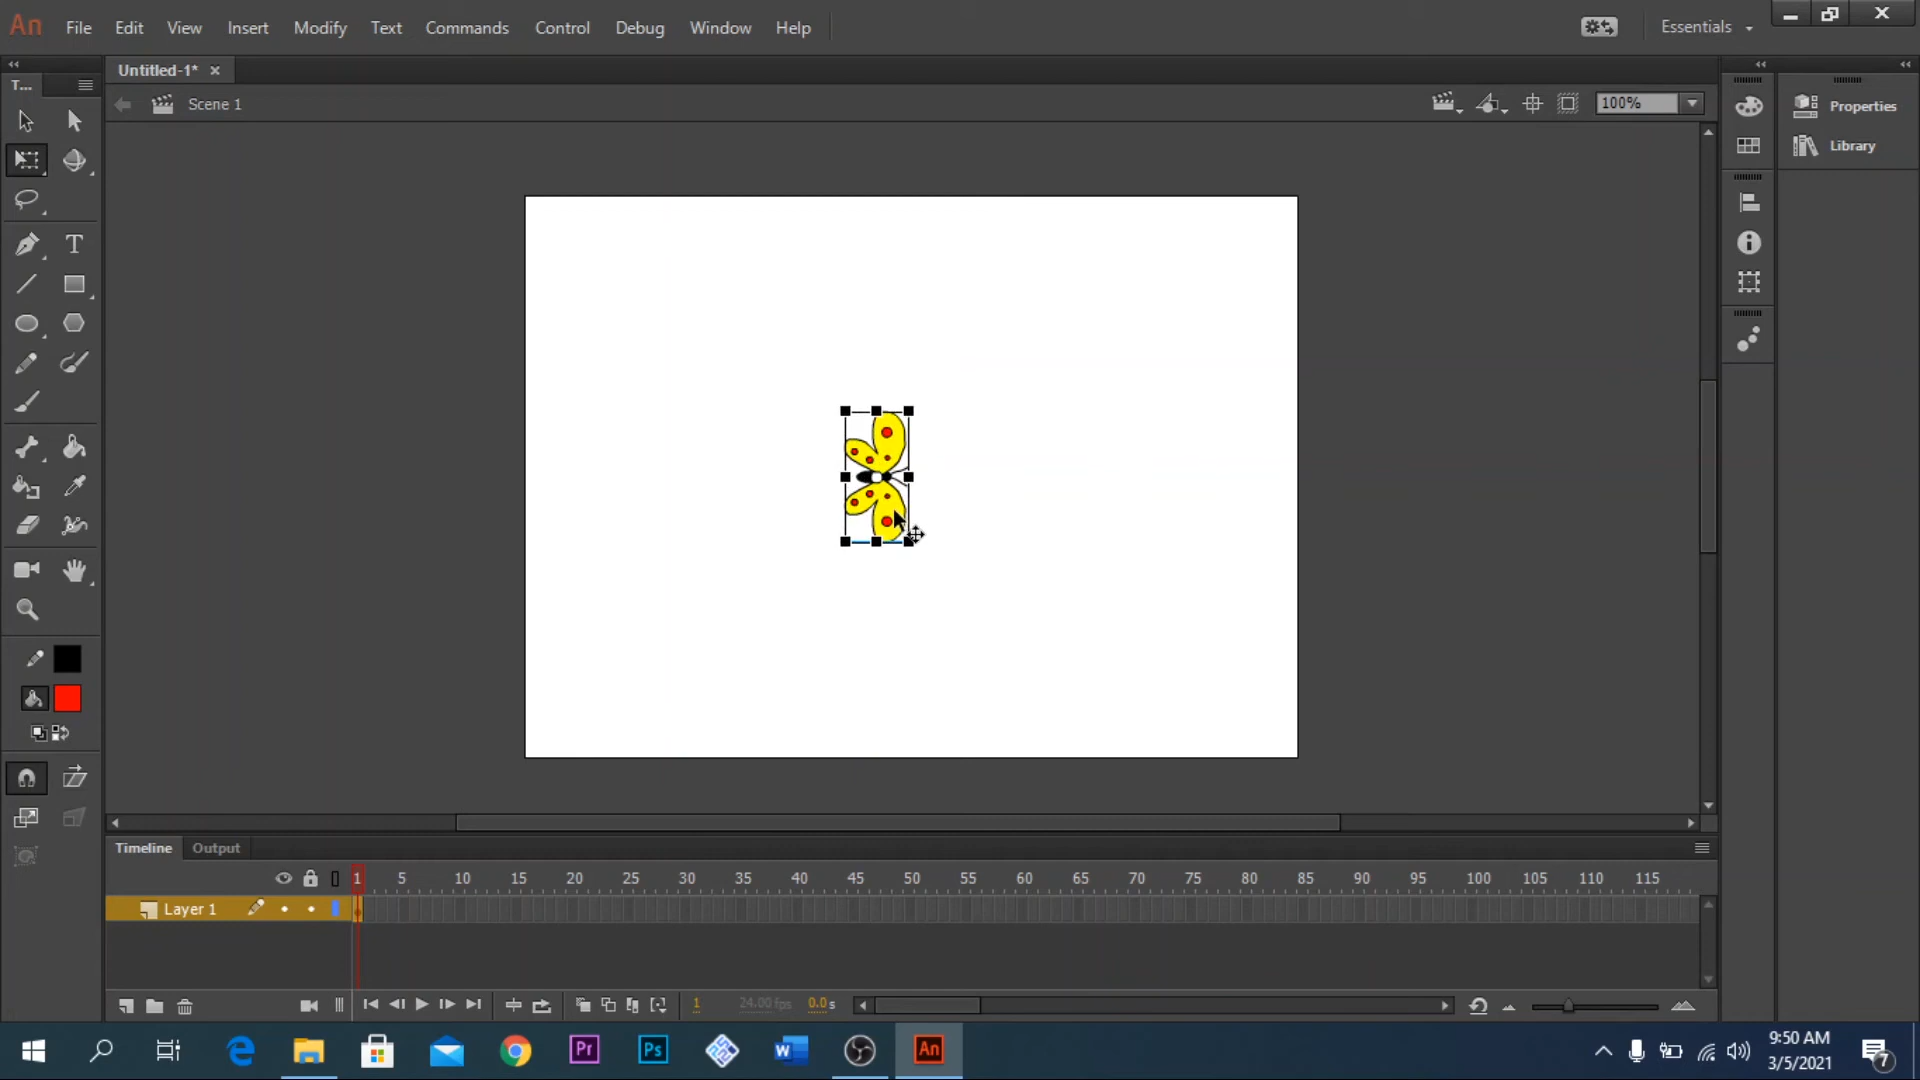 An File Edit View Insert Modify Text Commands Control Debug Window Help Essentials
T... Untitled-1* ×
Scene 1 100%
Properties
Library
T
Timeline Output
1 5 10 15 20 25 30 35 40 45 50 55 60 65 70 75 80 85 90 95 100 105 110 115
Layer 1
1 24.00 fps 0.0 s
Pr Ps W An
9:50 AM
3/5/2021
7